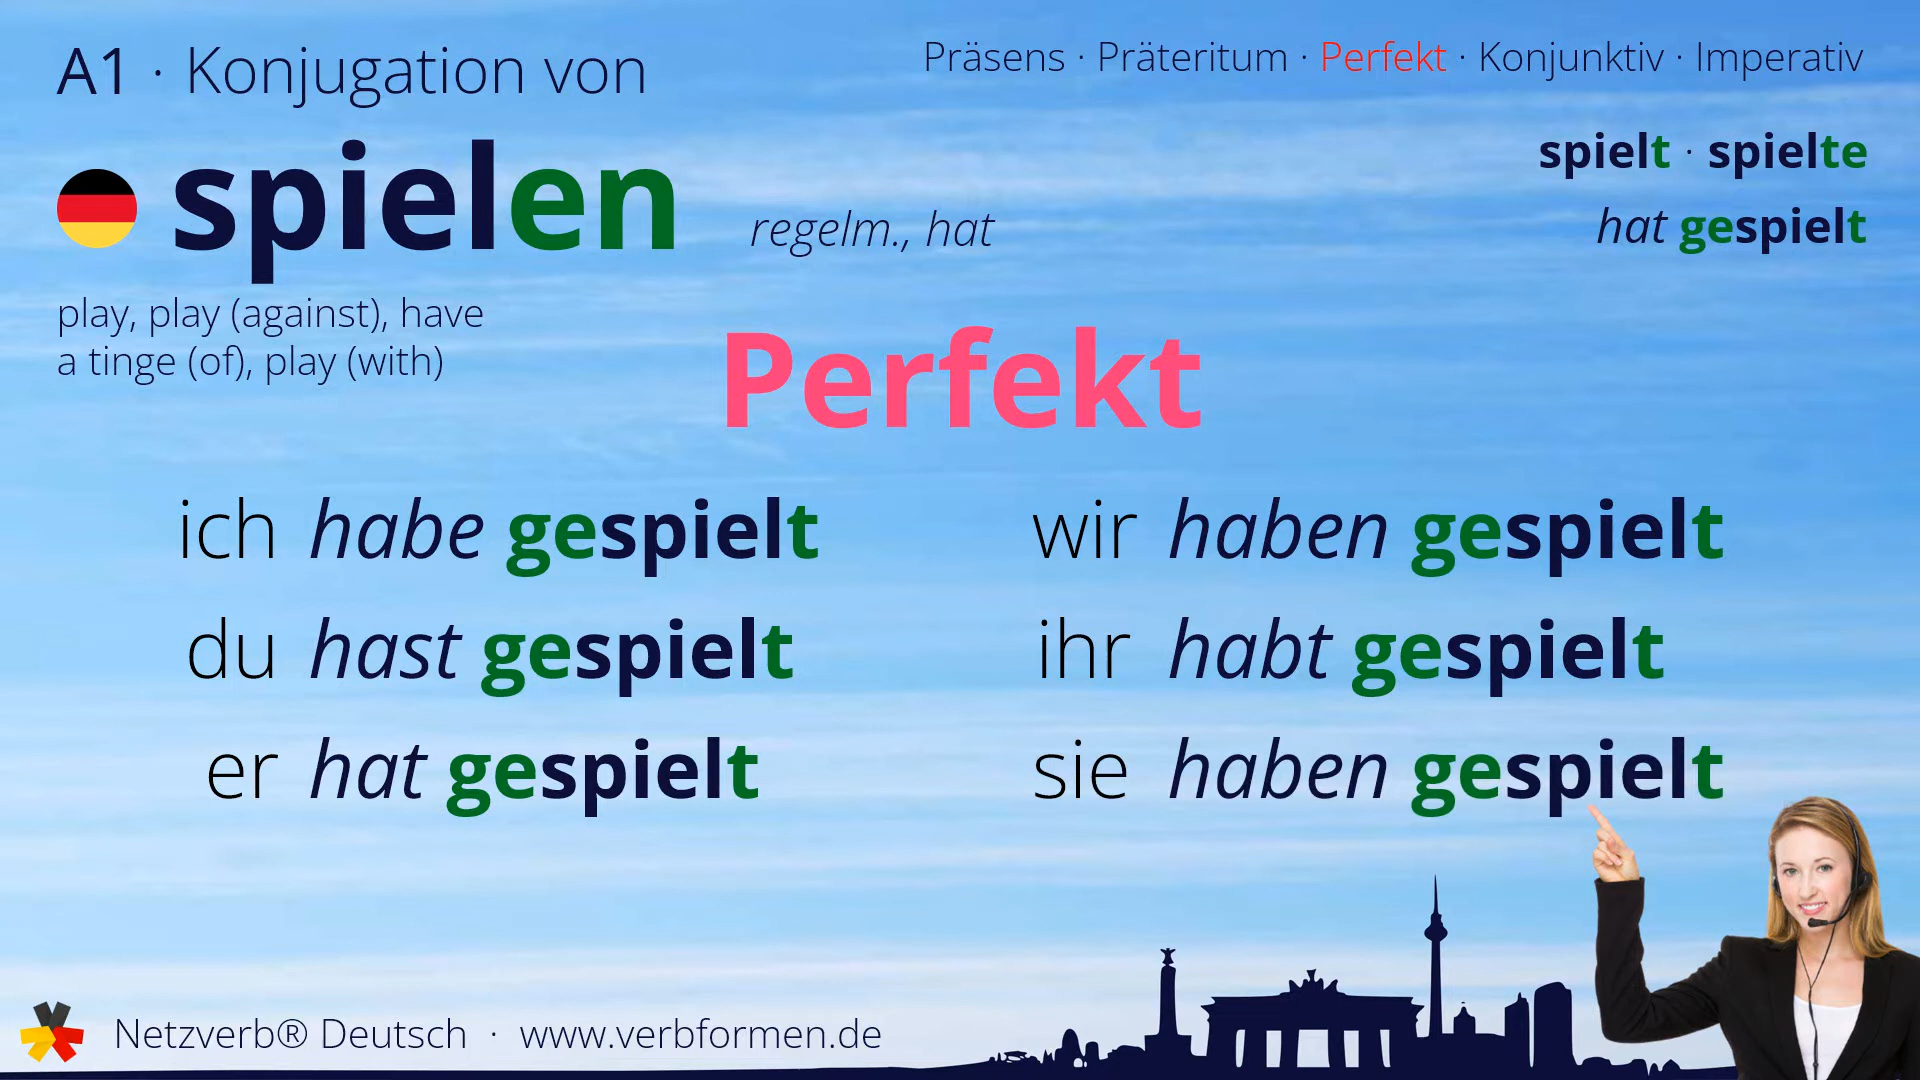 A1 · Konjugation von
Präsens · Präteritum · Perfekt · Konjunktiv · Imperativ
spielen
regelm., hat
spielt · spielte
hat gespielt
play, play (against), have
a tinge (of), play (with)
Perfekt
ich habe gespielt
du hast gespielt
er hat gespielt
wir haben gespielt
ihr habt gespielt
sie haben gespielt
Netzverb® Deutsch · www.verbformen.de